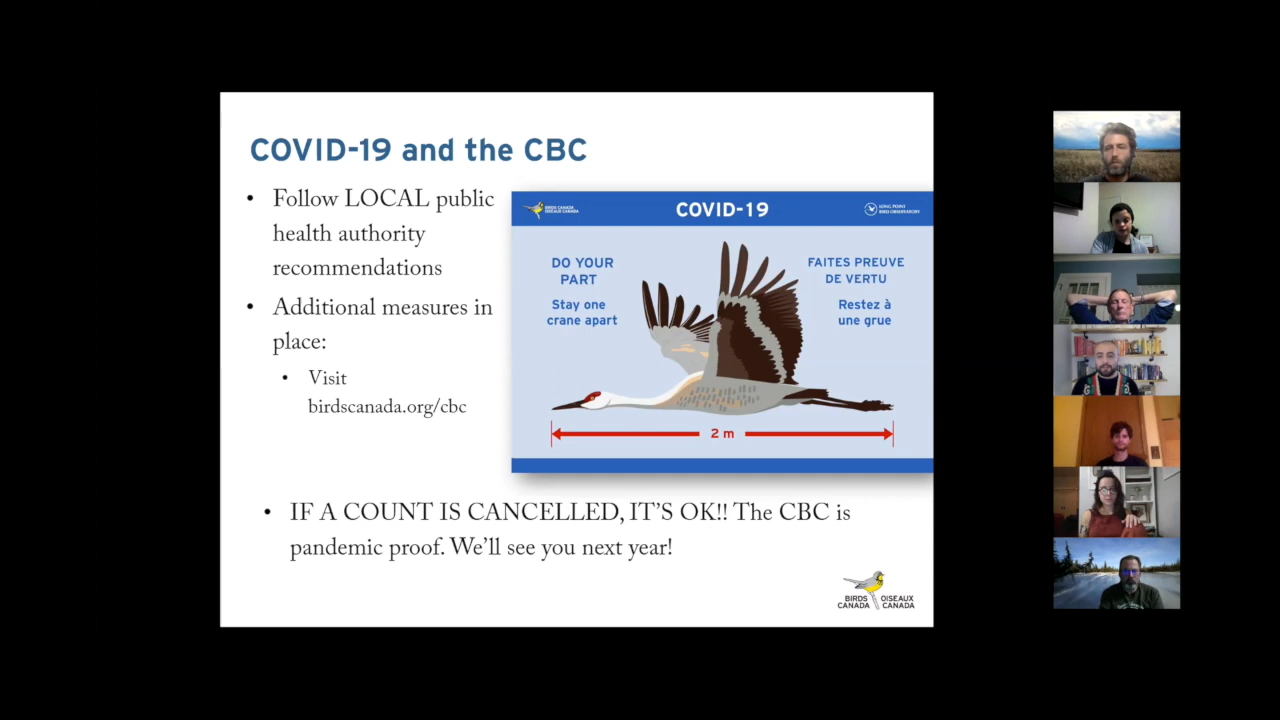 COVID-19 and the CBC
• Follow LOCAL public
health authority
recommendations
• Additional measures in
place:
• Visit
birdscanada.org/cbc
BIRDS CANADA
OISEAUX CANADA
COVID-19
LONG POINT
BIRD OBSERVATORY
DO YOUR
PART
Stay one
crane apart
FAITES PREUVE
DE VERTU
Restez à
une grue
2 m
• IF A COUNT IS CANCELLED, IT'S OK!! The CBC is
pandemic proof. We'll see you next year!
BIRDS OISEAUX
CANADA CANADA